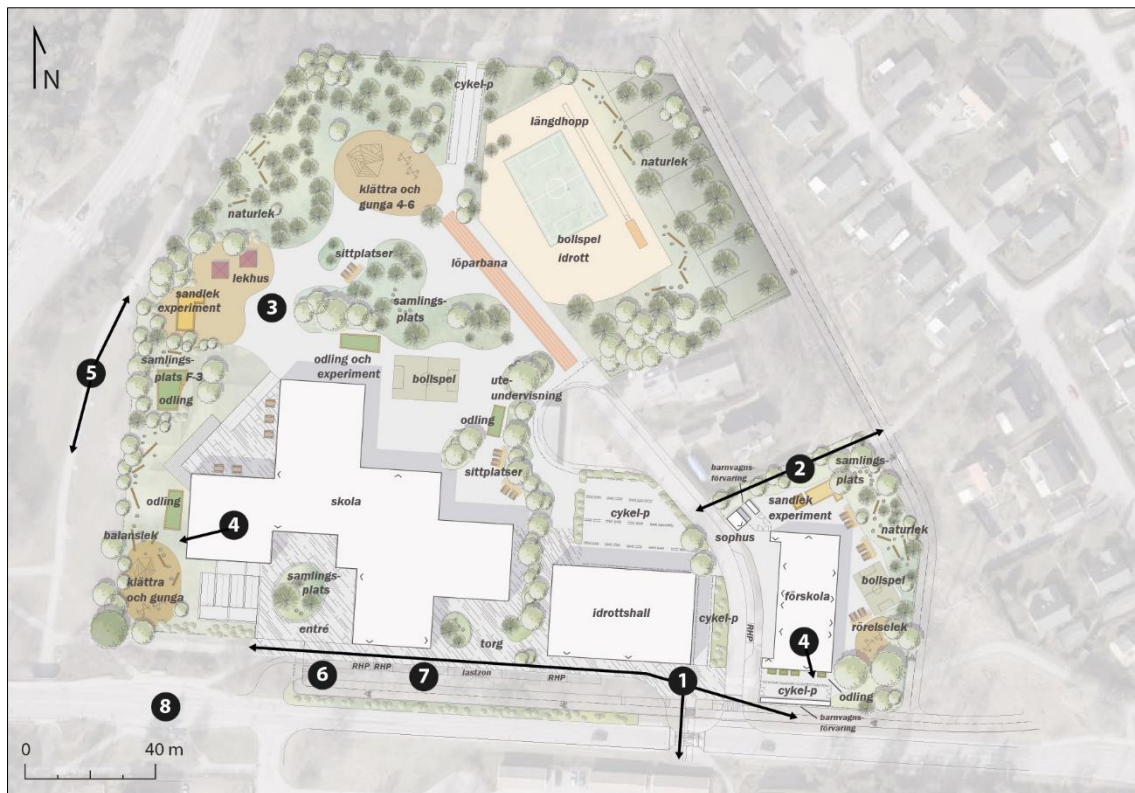 N
cykel-p
längdhopp
naturlek
klättra och
gunga 4-6
naturlek
bollspel
idrott
sittplatser
löparbana
lekhus
sandlek
experiment
3
samlings-
plats
5
samlings-
plats F-3
odling
odling och
experiment
bollspel
ute-
undervisning
odling
sittplatser
barnvagns-
förvaring
2
samlings-
plats
sandlek
experiment
naturlek
skola
odling
4
cykel-p
sophus
balanslek
klättra
och gunga
samlings-
plats
förskola
bollspel
entré
torg
idrottshall
cykel-p
RHP
rörelselek
4
6
RHP RHP
7
lastzon
RHP
1
cykel-p
odling
barnvagns-
förvaring
8
0 40 m